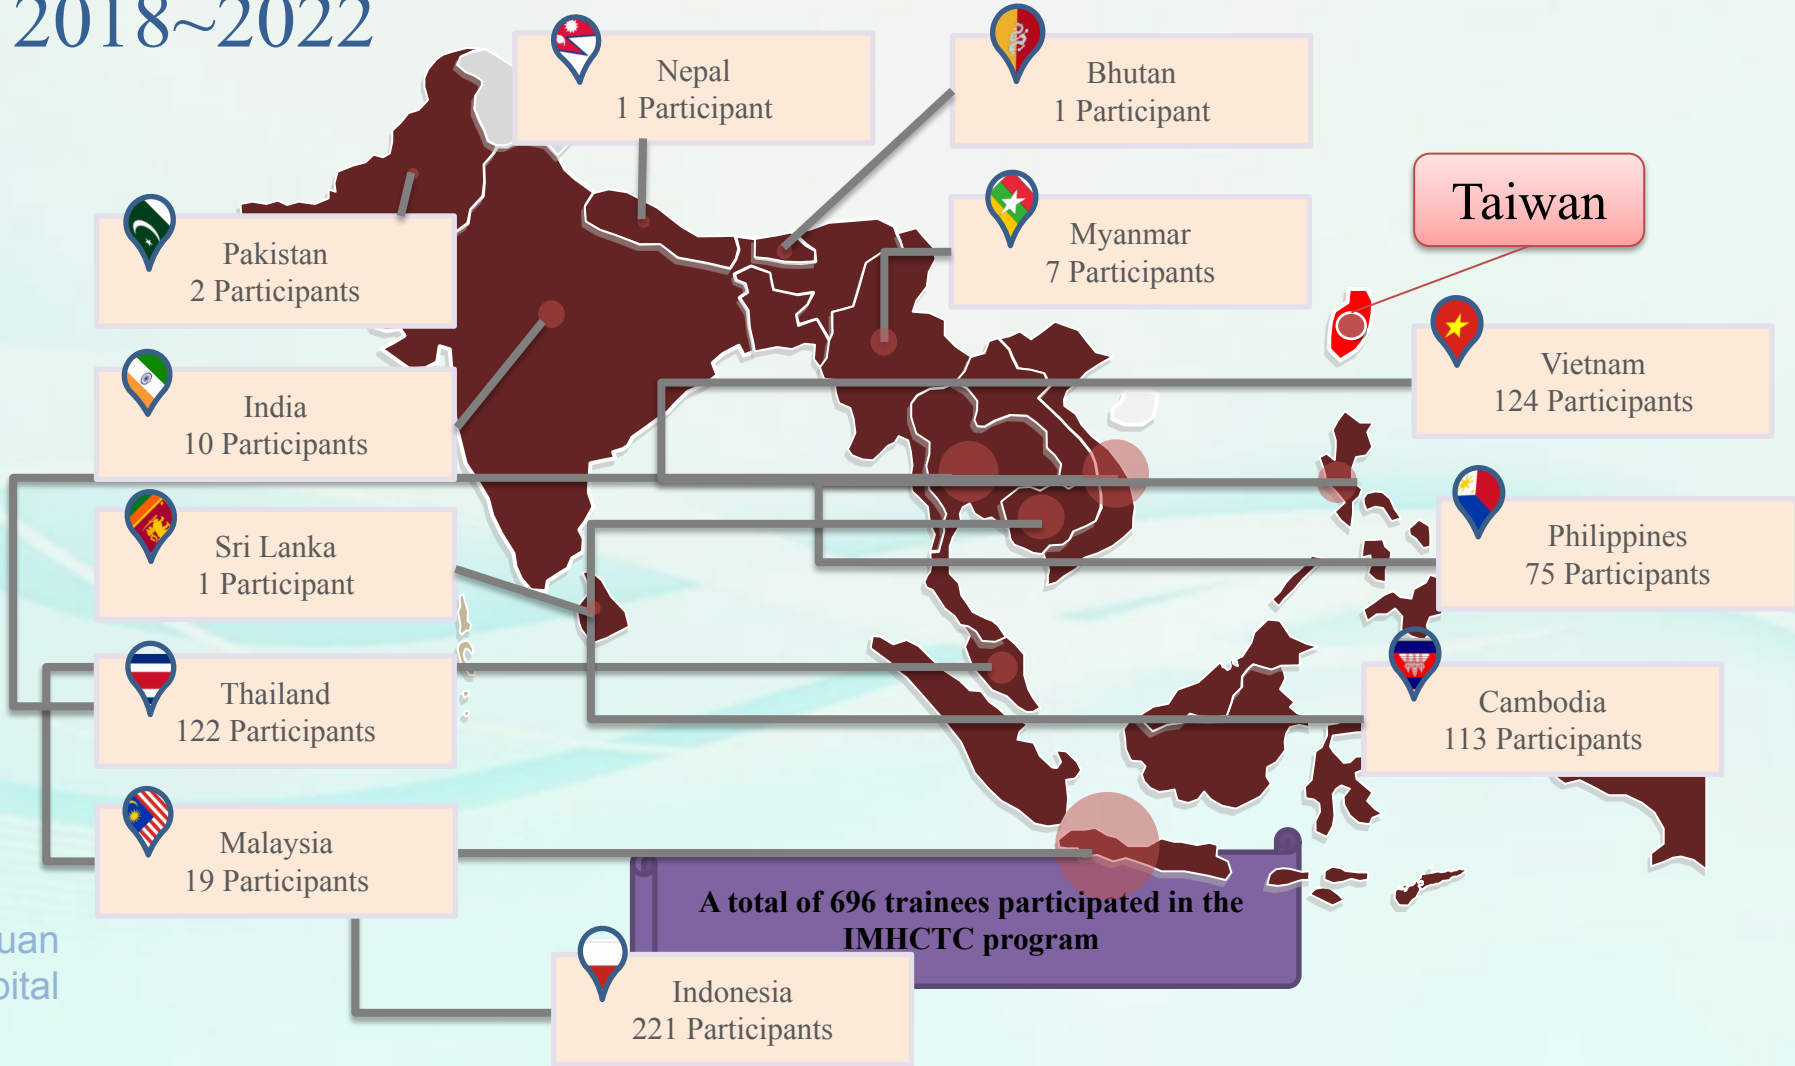 2018~2022
Nepal
1 Participant
Bhutan
1 Participant
Taiwan
Pakistan
2 Participants
Myanmar
7 Participants
Vietnam
124 Participants
India
10 Participants
Philippines
75 Participants
Sri Lanka
1 Participant
Thailand
122 Participants
Cambodia
113 Participants
Malaysia
19 Participants
A total of 696 trainees participated in the
IMHCTC program
uan
pital
Indonesia
221 Participants